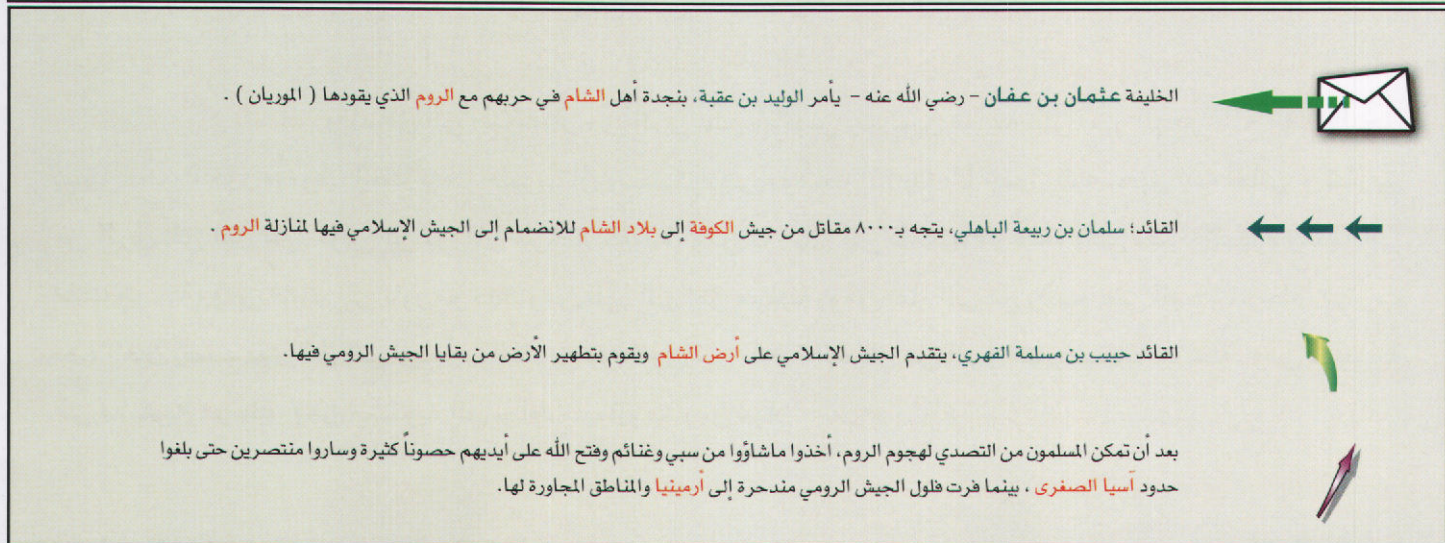 الخليفة عثمان بن عفان - رضي الله عنه - يأمر الوليد بن عقبة، بنجدة أهل الشام في حربهم مع الروم الذي يقودها ( الموريان ) .
القائد؛ سلمان بن ربيعة الباهلي، يتجه بـ٨٠٠٠ مقاتل من جيش الكوفة إلى بلاد الشام للانضمام إلى الجيش الإسلامي فيها لمنازلة الروم .
القائد حبيب بن مسلمة الفهري، يتقدم الجيش الإسلامي على أرض الشام ويقوم بتطهير الأرض من بقايا الجيش الرومي فيها.
بعد أن تمكن المسلمون من التصدي لهجوم الروم، أخذوا ماشاؤوا من سبي وغنائم وفتح الله على أيديهم حصوناً كثيرة وساروا منتصرين حتى بلغوا
حدود آسيا الصغرى ، بينما فرت فلول الجيش الرومي مندحرة إلى أرمينيا والمناطق المجاورة لها.